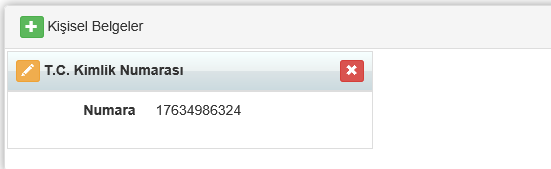 Kişisel Belgeler
T.C. Kimlik Numarası
Numara 17634986324